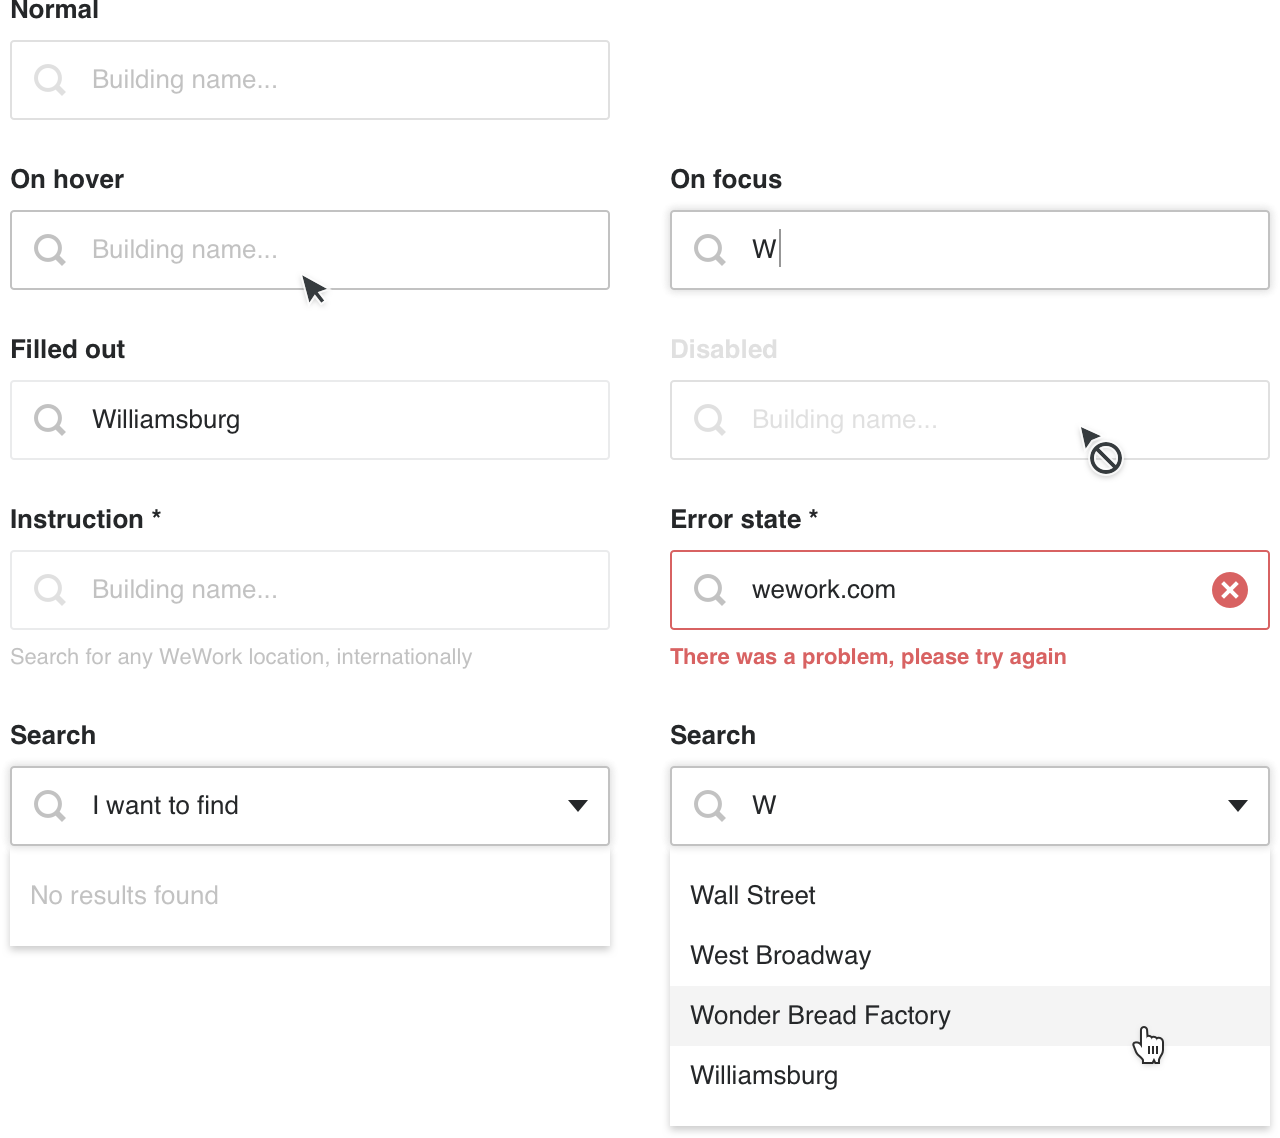 Normal
Building name...
On hover
Building name...
On focus
W
Filled out
Williamsburg
Disabled
Building name...
Instruction *
Building name...
Search for any WeWork location, internationally
Error state *
wework.com
There was a problem, please try again
Search
I want to find
No results found
Search
W
Wall Street
West Broadway
Wonder Bread Factory
Williamsburg